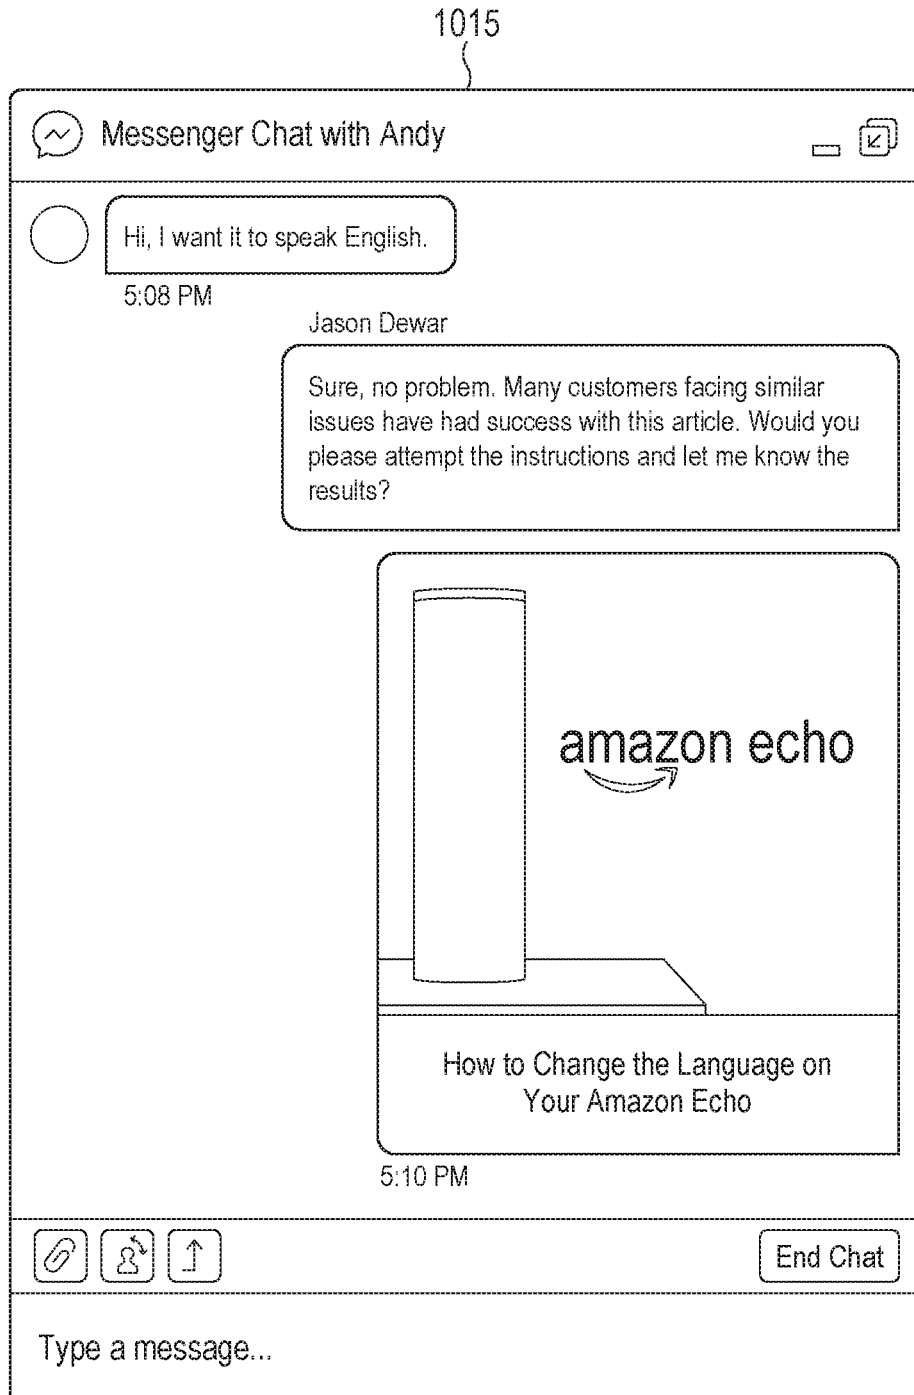 1015
Messenger Chat with Andy
Hi, I want it to speak English.
5:08 PM
Jason Dewar
Sure, no problem. Many customers facing similar
issues have had success with this article. Would you
please attempt the instructions and let me know the
results?
amazon echo
How to Change the Language on
Your Amazon Echo
5:10 PM
End Chat
Type a message...